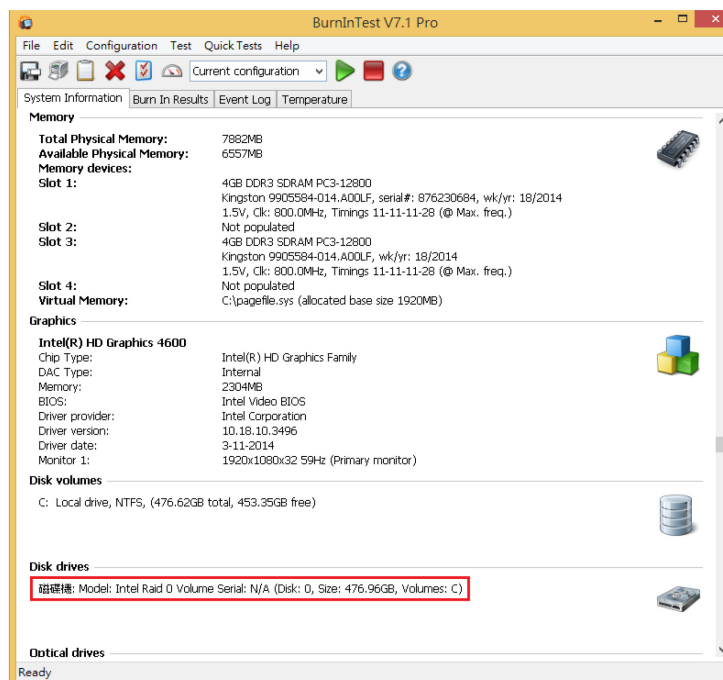 BurnInTest V7.1 Pro
File Edit Configuration Test Quick Tests Help
Current configuration
System Information Burn In Results Event Log Temperature
Memory
Total Physical Memory: 7882MB
Available Physical Memory: 6557MB
Memory devices:
Slot 1: 4GB DDR3 SDRAM PC3-12800
Kingston 9905584-014.A00LF, serial#: 876230684, wk/yr: 18/2014
1.5V, Clk: 800.0MHz, Timings 11-11-11-28 (@ Max. freq.)
Slot 2: Not populated
Slot 3: 4GB DDR3 SDRAM PC3-12800
Kingston 9905584-014.A00LF, wk/yr: 18/2014
1.5V, Clk: 800.0MHz, Timings 11-11-11-28 (@ Max. freq.)
Slot 4: Not populated
Virtual Memory: C:\pagefile.sys (allocated base size 1920MB)
Graphics
Intel(R) HD Graphics 4600
Chip Type: Intel(R) HD Graphics Family
DAC Type: Internal
Memory: 2304MB
BIOS: Intel Video BIOS
Driver provider: Intel Corporation
Driver version: 10.18.10.3496
Driver date: 3-11-2014
Monitor 1: 1920x1080x32 59Hz (Primary monitor)
Disk volumes
C: Local drive, NTFS, (476.62GB total, 453.35GB free)
Disk drives
磁碟機: Model: Intel Raid 0 Volume Serial: N/A (Disk: 0, Size: 476.96GB, Volumes: C)
Optical drives
Ready